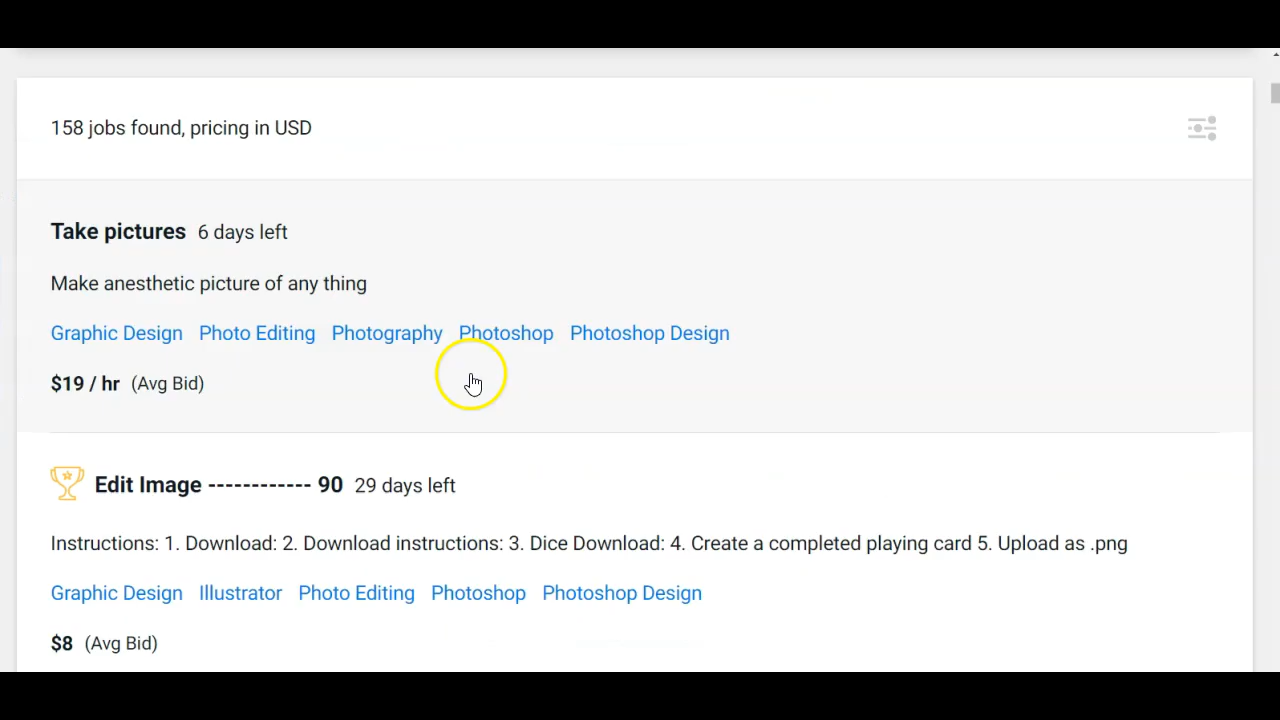 158 jobs found, pricing in USD
Take pictures 6 days left
Make anesthetic picture of any thing
Graphic Design Photo Editing Photography Photoshop Photoshop Design
$19 / hr (Avg Bid)
Edit Image ------------ 90 29 days left
Instructions: 1. Download: 2. Download instructions: 3. Dice Download: 4. Create a completed playing card 5. Upload as .png
Graphic Design Illustrator Photo Editing Photoshop Photoshop Design
$8 (Avg Bid)